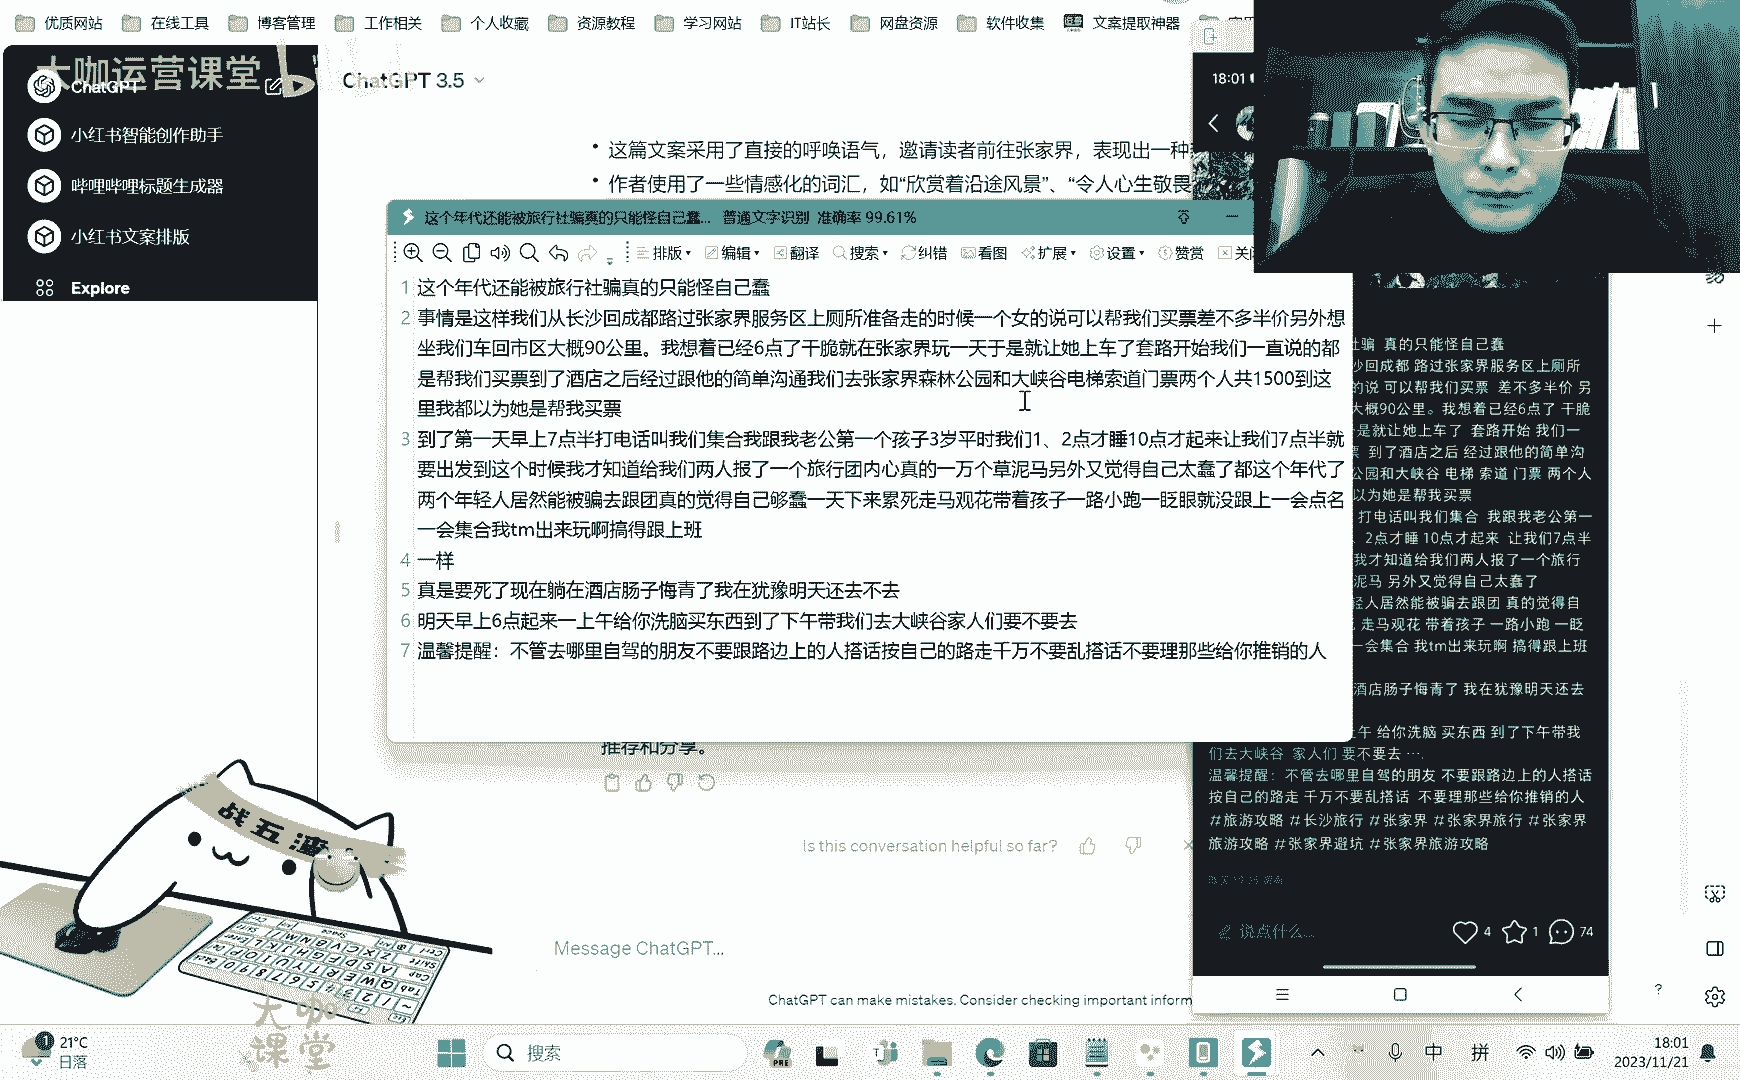 优质网站 在线工具 博客管理 工作相关 个人收藏 资源教程 学习网站 IT站长 网盘资源 软件收集 文案提取神器
大咖运营课堂
ChatGPT
ChatGPT 3.5
18:01
小红书智能创作助手
哔哩哔哩标题生成器
小红书文案排版
Explore
这篇文案采用了直接的呼唤语气，邀请读者前往张家界，表现出一种
作者使用了一些情感化的词汇，如“欣赏着沿途风景”、“令人心生敬畏
这个年代还能被旅行社骗真的只能怪自己蠢... 普通文字识别 准确率 99.61%
排版 编辑 翻译 搜索 纠错 看图 扩展 设置 赞赏 关
1 这个年代还能被旅行社骗真的只能怪自己蠢
2 事情是这样我们从长沙回成都路过张家界服务区上厕所准备走的时候一个女的说可以帮我们买票差不多半价另外想
坐我们车回市区大概90公里。我想着已经6点了干脆就在张家界玩一天于是就让她上车了套路开始我们一直说的都
是帮我们买票到了酒店之后经过跟他的简单沟通我们去张家界森林公园和大峡谷电梯索道门票两个人共1500到这
里我都以为她是帮我买票
3 到了第一天早上7点半打电话叫我们集合我跟我老公第一个孩子3岁平时我们1、2点才睡10点才起来让我们7点半就
要出发到这个时候我才知道给我们两人报了一个旅行团内心真的一万个草泥马另外又觉得自己太蠢了都这个年代了
两个年轻人居然能被骗去跟团真的觉得自己够蠢一天下来累死走马观花带着孩子一路小跑一眨眼就没跟上一会点名
一会集合我tm出来玩啊搞得跟上班
4 一样
5 真是要死了现在躺在酒店肠子悔青了我在犹豫明天还去不去
6 明天早上6点起来一上午给你洗脑买东西到了下午带我们去大峡谷家人们要不要去
7 温馨提醒：不管去哪里自驾的朋友不要跟路边上的人搭话按自己的路走千万不要乱搭话不要理那些给你推销的人
推荐和分享。
社骗 真的只能怪自己蠢
沙回成都 路过张家界服务区上厕所
的说 可以帮我们买票 差不多半价 另
大概90公里。我想着已经6点了 干脆
是就让她上车了 套路开始 我们一
票 到了酒店之后 经过跟他的简单沟
公园和大峡谷 电梯 索道 门票 两个人
以为她是帮我买票
打电话叫我们集合 我跟我老公第一
2点才睡 10点才起来 让我们7点半
我才知道给我们两人报了一个旅行
泥马 另外又觉得自己太蠢了
轻人居然能被骗去跟团 真的觉得自
走马观花 带着孩子 一路小跑 一眨
一会集合 我tm出来玩啊 搞得跟上班
酒店肠子悔青了 我在犹豫明天还去
午 给你洗脑 买东西 到了下午带我
们去大峡谷 家人们 要不要去 ….
温馨提醒：不管去哪里自驾的朋友 不要跟路边上的人搭话
按自己的路走 千万不要乱搭话 不要理那些给你推销的人
#旅游攻略 #长沙旅行 #张家界 #张家界旅行 #张家界
旅游攻略 #张家界避坑 #张家界旅游攻略
说点什么...
4 1 74
Is this conversation helpful so far?
Message ChatGPT...
ChatGPT can make mistakes. Consider checking important inform
?
大咖
课堂
1
21°C
日落
搜索
PRE
中 拼
18:01
2023/11/21